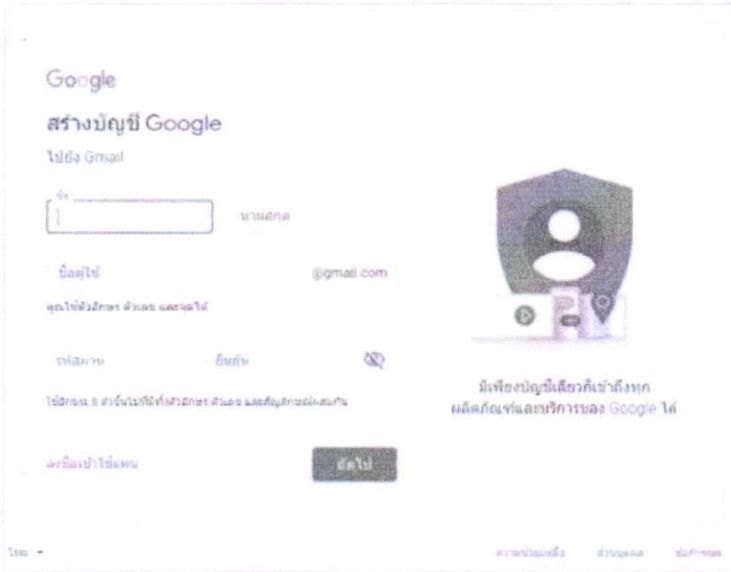 Google
สร้างบัญชี Google
ไปยัง Gmail
ชื่อ
นามสกุล
ชื่อผู้ใช้ @gmail.com
คุณใช้ตัวอักษร ตัวเลข และจุดได้
รหัสผ่าน ยืนยัน
ใช้อักขระ 8 ตัวขึ้นไปที่มีทั้งตัวอักษร ตัวเลข และสัญลักษณ์ผสมกัน
มีเพียงบัญชีเดียวก็เข้าถึงทุก
ผลิตภัณฑ์และบริการของ Google ได้
ลงชื่อเข้าใช้แทน
ถัดไป
ไทย
ความช่วยเหลือ ส่วนบุคคล ข้อกำหนด